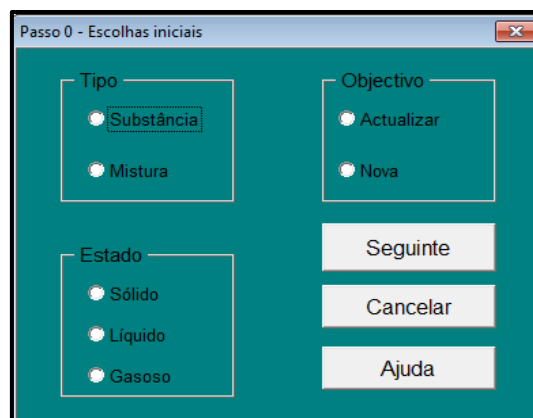 Passo 0 - Escolhas iniciais
Tipo
Substância
Mistura
Objectivo
Actualizar
Nova
Estado
Sólido
Líquido
Gasoso
Seguinte
Cancelar
Ajuda